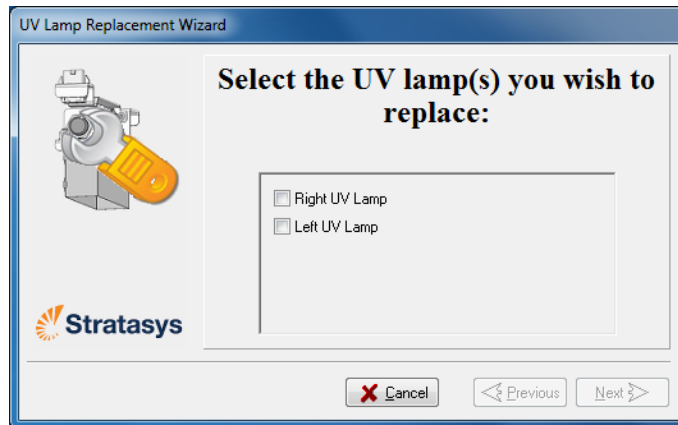 UV Lamp Replacement Wizard
Select the UV lamp(s) you wish to
replace:
Right UV Lamp
Left UV Lamp
Stratasys
Cancel
Previous
Next